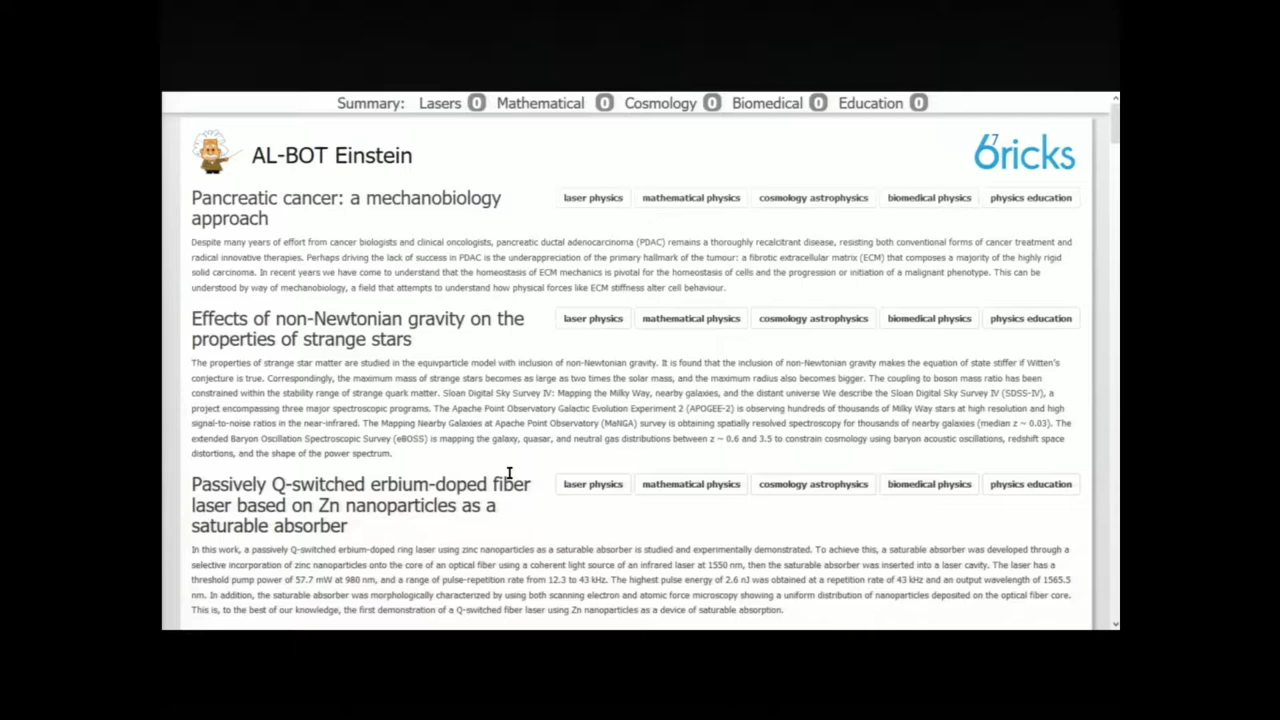 Summary: Lasers 0 Mathematical 0 Cosmology 0 Biomedical 0 Education 0
AL-BOT Einstein
67ricks
Pancreatic cancer: a mechanobiology
approach
laser physics mathematical physics cosmology astrophysics biomedical physics physics education
Despite many years of effort from cancer biologists and clinical oncologists, pancreatic ductal adenocarcinoma (PDAC) remains a thoroughly recalcitrant disease, resisting both conventional forms of cancer treatment and
radical innovative therapies. Perhaps driving the lack of success in PDAC is the underappreciation of the primary hallmark of the tumour: a fibrotic extracellular matrix (ECM) that composes a majority of the highly rigid
solid carcinoma. In recent years we have come to understand that the homeostasis of ECM mechanics is pivotal for the homeostasis of cells and the progression or initiation of a malignant phenotype. This can be
understood by way of mechanobiology, a field that attempts to understand how physical forces like ECM stiffness alter cell behaviour.
Effects of non-Newtonian gravity on the
properties of strange stars
laser physics mathematical physics cosmology astrophysics biomedical physics physics education
The properties of strange star matter are studied in the equivparticle model with inclusion of non-Newtonian gravity. It is found that the inclusion of non-Newtonian gravity makes the equation of state stiffer if Witten's
conjecture is true. Correspondingly, the maximum mass of strange stars becomes as large as two times the solar mass, and the maximum radius also becomes bigger. The coupling to boson mass ratio has been
constrained within the stability range of strange quark matter. Sloan Digital Sky Survey IV: Mapping the Milky Way, nearby galaxies, and the distant universe We describe the Sloan Digital Sky Survey IV (SDSS-IV), a
project encompassing three major spectroscopic programs. The Apache Point Observatory Galactic Evolution Experiment 2 (APOGEE-2) is observing hundreds of thousands of Milky Way stars at high resolution and high
signal-to-noise ratios in the near-infrared. The Mapping Nearby Galaxies at Apache Point Observatory (MaNGA) survey is obtaining spatially resolved spectroscopy for thousands of nearby galaxies (median z ~ 0.03). The
extended Baryon Oscillation Spectroscopic Survey (eBOSS) is mapping the galaxy, quasar, and neutral gas distributions between z ~ 0.6 and 3.5 to constrain cosmology using baryon acoustic oscillations, redshift space
distortions, and the shape of the power spectrum.
Passively Q-switched erbium-doped fiber
laser based on Zn nanoparticles as a
saturable absorber
laser physics mathematical physics cosmology astrophysics biomedical physics physics education
In this work, a passively Q-switched erbium-doped ring laser using zinc nanoparticles as a saturable absorber is studied and experimentally demonstrated. To achieve this, a saturable absorber was developed through a
selective incorporation of zinc nanoparticles onto the core of an optical fiber using a coherent light source of an infrared laser at 1550 nm, then the saturable absorber was inserted into a laser cavity. The laser has a
threshold pump power of 57.7 mW at 980 nm, and a range of pulse-repetition rate from 12.3 to 43 kHz. The highest pulse energy of 2.6 nJ was obtained at a repetition rate of 43 kHz and an output wavelength of 1565.5
nm. In addition, the saturable absorber was morphologically characterized by using both scanning electron and atomic force microscopy showing a uniform distribution of nanoparticles deposited on the optical fiber core.
This is, to the best of our knowledge, the first demonstration of a Q-switched fiber laser using Zn nanoparticles as a device of saturable absorption.